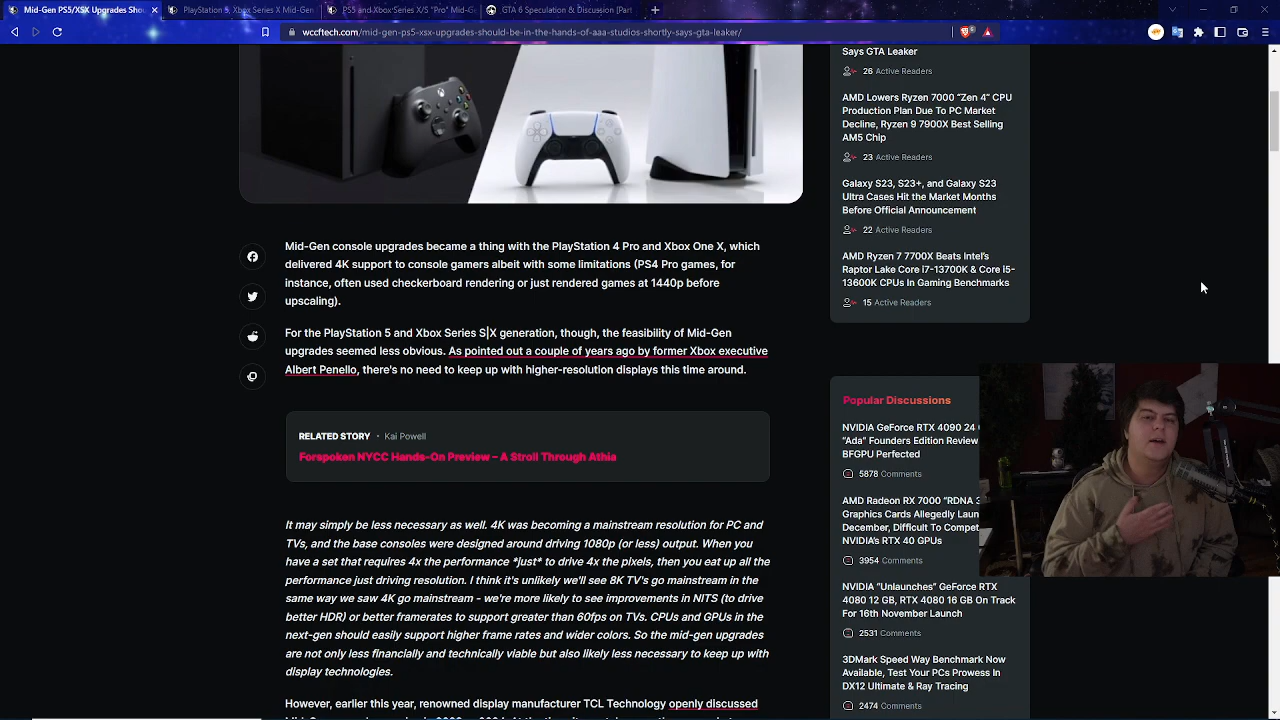 Mid-Gen PS5/XSX Upgrades Shou
PlayStation 5, Xbox Series X Mid-Gen
PS5 and Xbox Series X/S "Pro" Mid-G
GTA 6 Speculation & Discussion [Part
wccftech.com/mid-gen-ps5-xsx-upgrades-should-be-in-the-hands-of-aaa-studios-shortly-says-gta-leaker/
Mid-Gen console upgrades became a thing with the PlayStation 4 Pro and Xbox One X, which
delivered 4K support to console gamers albeit with some limitations (PS4 Pro games, for
instance, often used checkerboard rendering or just rendered games at 1440p before
upscaling).
For the PlayStation 5 and Xbox Series S|X generation, though, the feasibility of Mid-Gen
upgrades seemed less obvious. As pointed out a couple of years ago by former Xbox executive
Albert Penello, there's no need to keep up with higher-resolution displays this time around.
RELATED STORY • Kai Powell
Forspoken NYCC Hands-On Preview – A Stroll Through Athia
It may simply be less necessary as well. 4K was becoming a mainstream resolution for PC and
TVs, and the base consoles were designed around driving 1080p (or less) output. When you
have a set that requires 4x the performance *just* to drive 4x the pixels, then you eat up all the
performance just driving resolution. I think it's unlikely we'll see 8K TV's go mainstream in the
same way we saw 4K go mainstream - we're more likely to see improvements in NITS (to drive
better HDR) or better framerates to support greater than 60fps on TVs. CPUs and GPUs in the
next-gen should easily support higher frame rates and wider colors. So the mid-gen upgrades
are not only less financially and technically viable but also likely less necessary to keep up with
display technologies.
However, earlier this year, renowned display manufacturer TCL Technology openly discussed
Says GTA Leaker
26 Active Readers
AMD Lowers Ryzen 7000 "Zen 4" CPU
Production Plan Due To PC Market
Decline, Ryzen 9 7900X Best Selling
AM5 Chip
23 Active Readers
Galaxy S23, S23+, and Galaxy S23
Ultra Cases Hit the Market Months
Before Official Announcement
22 Active Readers
AMD Ryzen 7 7700X Beats Intel's
Raptor Lake Core i7-13700K & Core i5-
13600K CPUs In Gaming Benchmarks
15 Active Readers
Popular Discussions
NVIDIA GeForce RTX 4090 24 G
"Ada" Founders Edition Review
BFGPU Perfected
5878 Comments
AMD Radeon RX 7000 "RDNA 3
Graphics Cards Allegedly Laun
December, Difficult To Compet
NVIDIA's RTX 40 GPUs
3954 Comments
NVIDIA "Unlaunches" GeForce RTX
4080 12 GB, RTX 4080 16 GB On Track
For 16th November Launch
2531 Comments
3DMark Speed Way Benchmark Now
Available, Test Your PCs Prowess In
DX12 Ultimate & Ray Tracing
2474 Comments